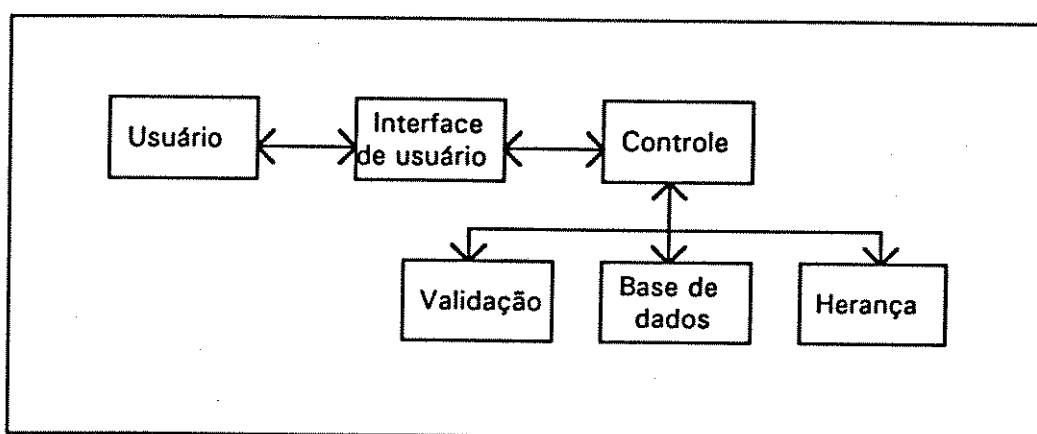 Usuário
Interface
de usuário
Controle
Validação
Base de
dados
Herança